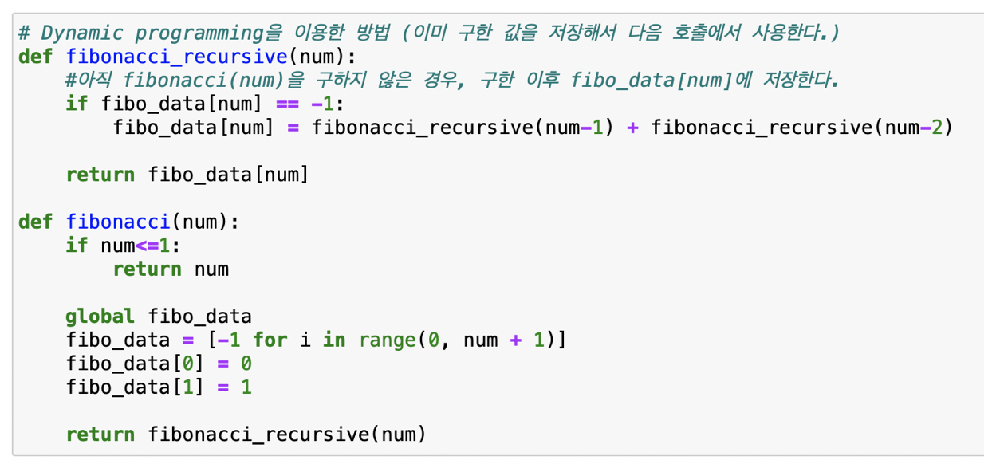 # Dynamic programming을 이용한 방법 (이미 구한 값을 저장해서 다음 호출에서 사용한다.)
def fibonacci_recursive(num):
    #아직 fibonacci(num)을 구하지 않은 경우, 구한 이후 fibo_data[num]에 저장한다.
    if fibo_data[num] == -1:
        fibo_data[num] = fibonacci_recursive(num-1) + fibonacci_recursive(num-2)
    return fibo_data[num]
def fibonacci(num):
    if num<=1:
        return num
    global fibo_data
    fibo_data = [-1 for i in range(0, num + 1)]
    fibo_data[0] = 0
    fibo_data[1] = 1
    return fibonacci_recursive(num)